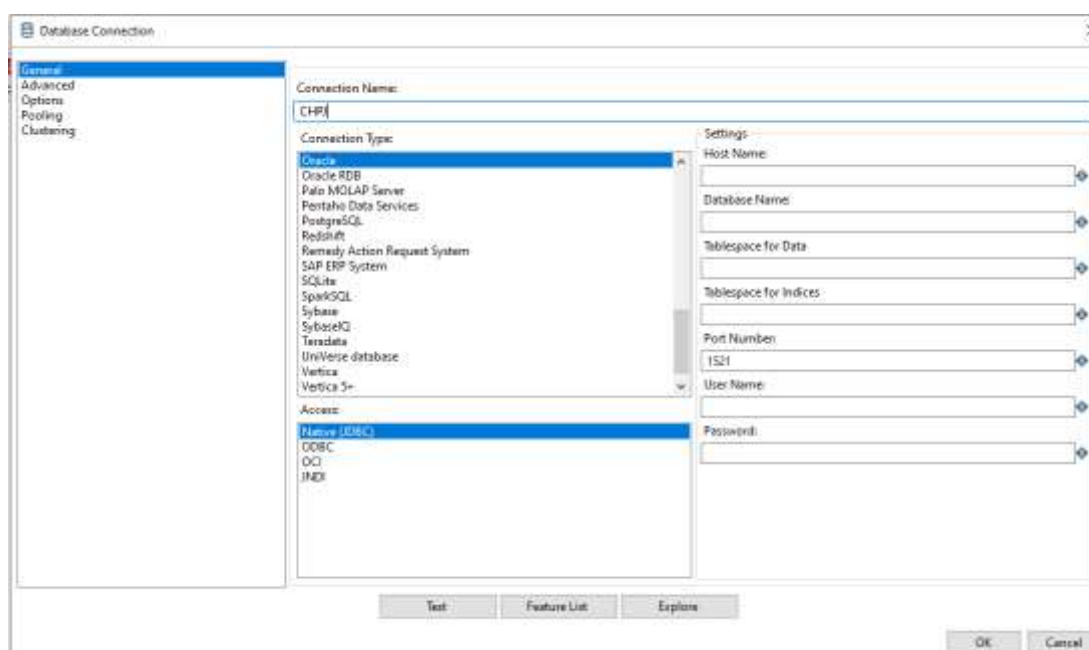 Database Connection
General
Advanced
Options
Pooling
Clustering
Connection Name:
CHPJ
Connection Type:
Oracle
Oracle RDB
Palo MOLAP Server
Pentaho Data Services
PostgreSQL
Redshift
Remedy Action Request System
SAP ERP System
SQLite
SparkSQL
Sybase
SybaseIQ
Teradata
UniVerse database
Vertica
Vertica 5+
Access:
Native (JDBC)
ODBC
OCI
JNDI
Settings
Host Name:
Database Name:
Tablespace for Data
Tablespace for Indices
Port Number:
1521
User Name:
Password:
Test
Feature List
Explore
OK
Cancel